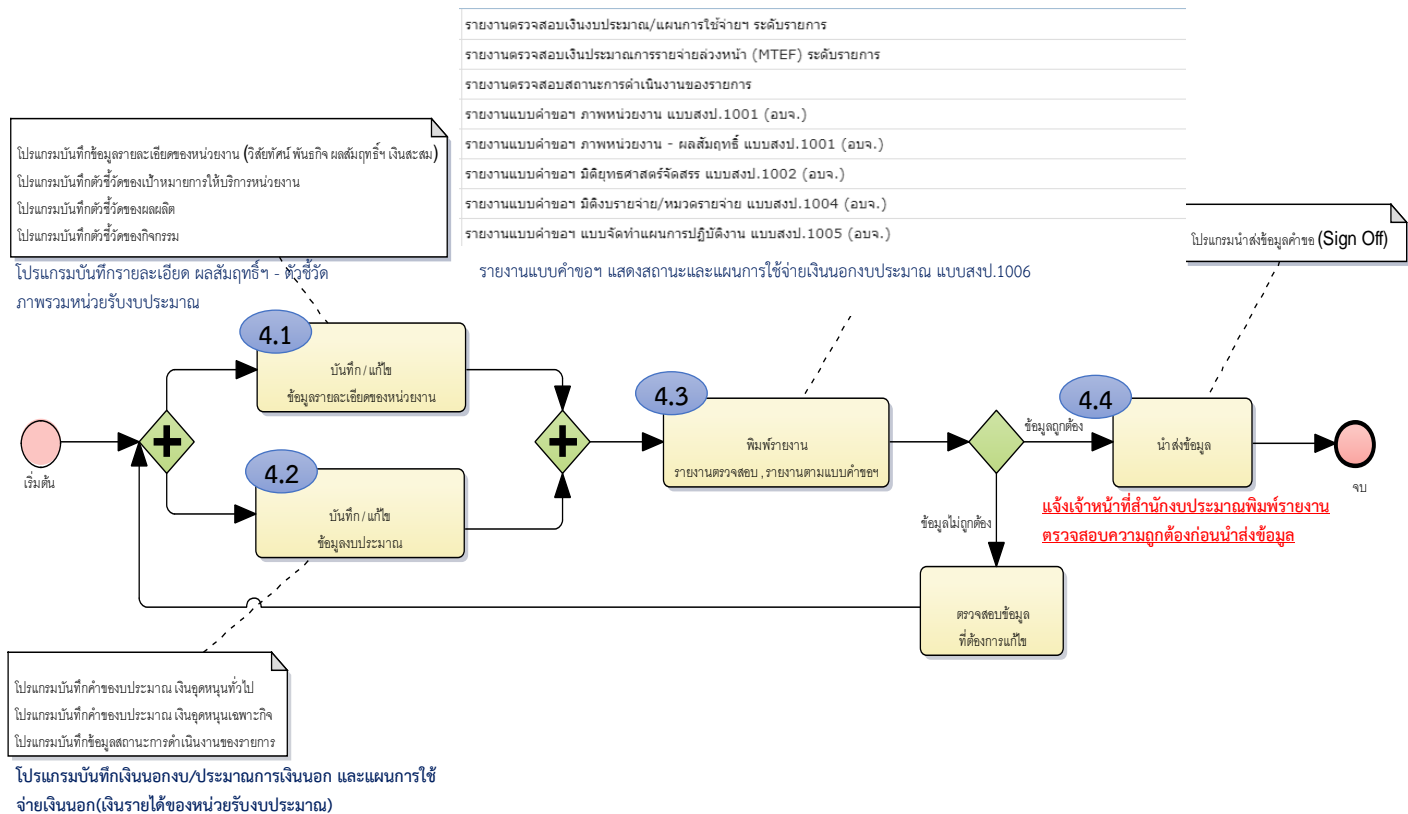 รายงานตรวจสอบเงินงบประมาณ/แผนการใช้จ่ายฯ ระดับรายการ
รายงานตรวจสอบเงินประมาณการรายจ่ายล่วงหน้า (MTEF) ระดับรายการ
รายงานตรวจสอบสถานะการดำเนินงานของรายการ
รายงานแบบคำขอฯ ภาพหน่วยงาน แบบสงป.1001 (อบจ.)
รายงานแบบคำขอฯ ภาพหน่วยงาน - ผลสัมฤทธิ์ แบบสงป.1001 (อบจ.)
รายงานแบบคำขอฯ มิติยุทธศาสตร์จัดสรร แบบสงป.1002 (อบจ.)
รายงานแบบคำขอฯ มิติงบรายจ่าย/หมวดรายจ่าย แบบสงป.1004 (อบจ.)
รายงานแบบคำขอฯ แบบจัดทำแผนการปฏิบัติงาน แบบสงป.1005 (อบจ.)
รายงานแบบคำขอฯ แสดงสถานะและแผนการใช้จ่ายเงินนอกงบประมาณ แบบสงป.1006
โปรแกรมบันทึกข้อมูลรายละเอียดของหน่วยงาน (วิสัยทัศน์ พันธกิจ ผลสัมฤทธิ์ฯ เงินสะสม)
โปรแกรมบันทึกตัวชี้วัดของเป้าหมายการให้บริการหน่วยงาน
โปรแกรมบันทึกตัวชี้วัดของผลผลิต
โปรแกรมบันทึกตัวชี้วัดของกิจกรรม
โปรแกรมบันทึกรายละเอียด ผลสัมฤทธิ์ฯ - ตัวชี้วัด
ภาพรวมหน่วยรับงบประมาณ
โปรแกรมนำส่งข้อมูลคำขอ (Sign Off)
4.1
บันทึก / แก้ไข
ข้อมูลรายละเอียดของหน่วยงาน
4.2
บันทึก / แก้ไข
ข้อมูลงบประมาณ
4.3
พิมพ์รายงาน
รายงานตรวจสอบ , รายงานตามแบบคำขอฯ
4.4
นำส่งข้อมูล
เริ่มต้น
ข้อมูลถูกต้อง
ข้อมูลไม่ถูกต้อง
จบ
แจ้งเจ้าหน้าที่สำนักงบประมาณพิมพ์รายงาน
ตรวจสอบความถูกต้องก่อนนำส่งข้อมูล
ตรวจสอบข้อมูล
ที่ต้องการแก้ไข
โปรแกรมบันทึกคำของบประมาณ เงินอุดหนุนทั่วไป
โปรแกรมบันทึกคำของบประมาณ เงินอุดหนุนเฉพาะกิจ
โปรแกรมบันทึกข้อมูลสถานะการดำเนินงานของรายการ
โปรแกรมบันทึกเงินนอกงบ/ประมาณการเงินนอก และแผนการใช้
จ่ายเงินนอก(เงินรายได้ของหน่วยรับงบประมาณ)